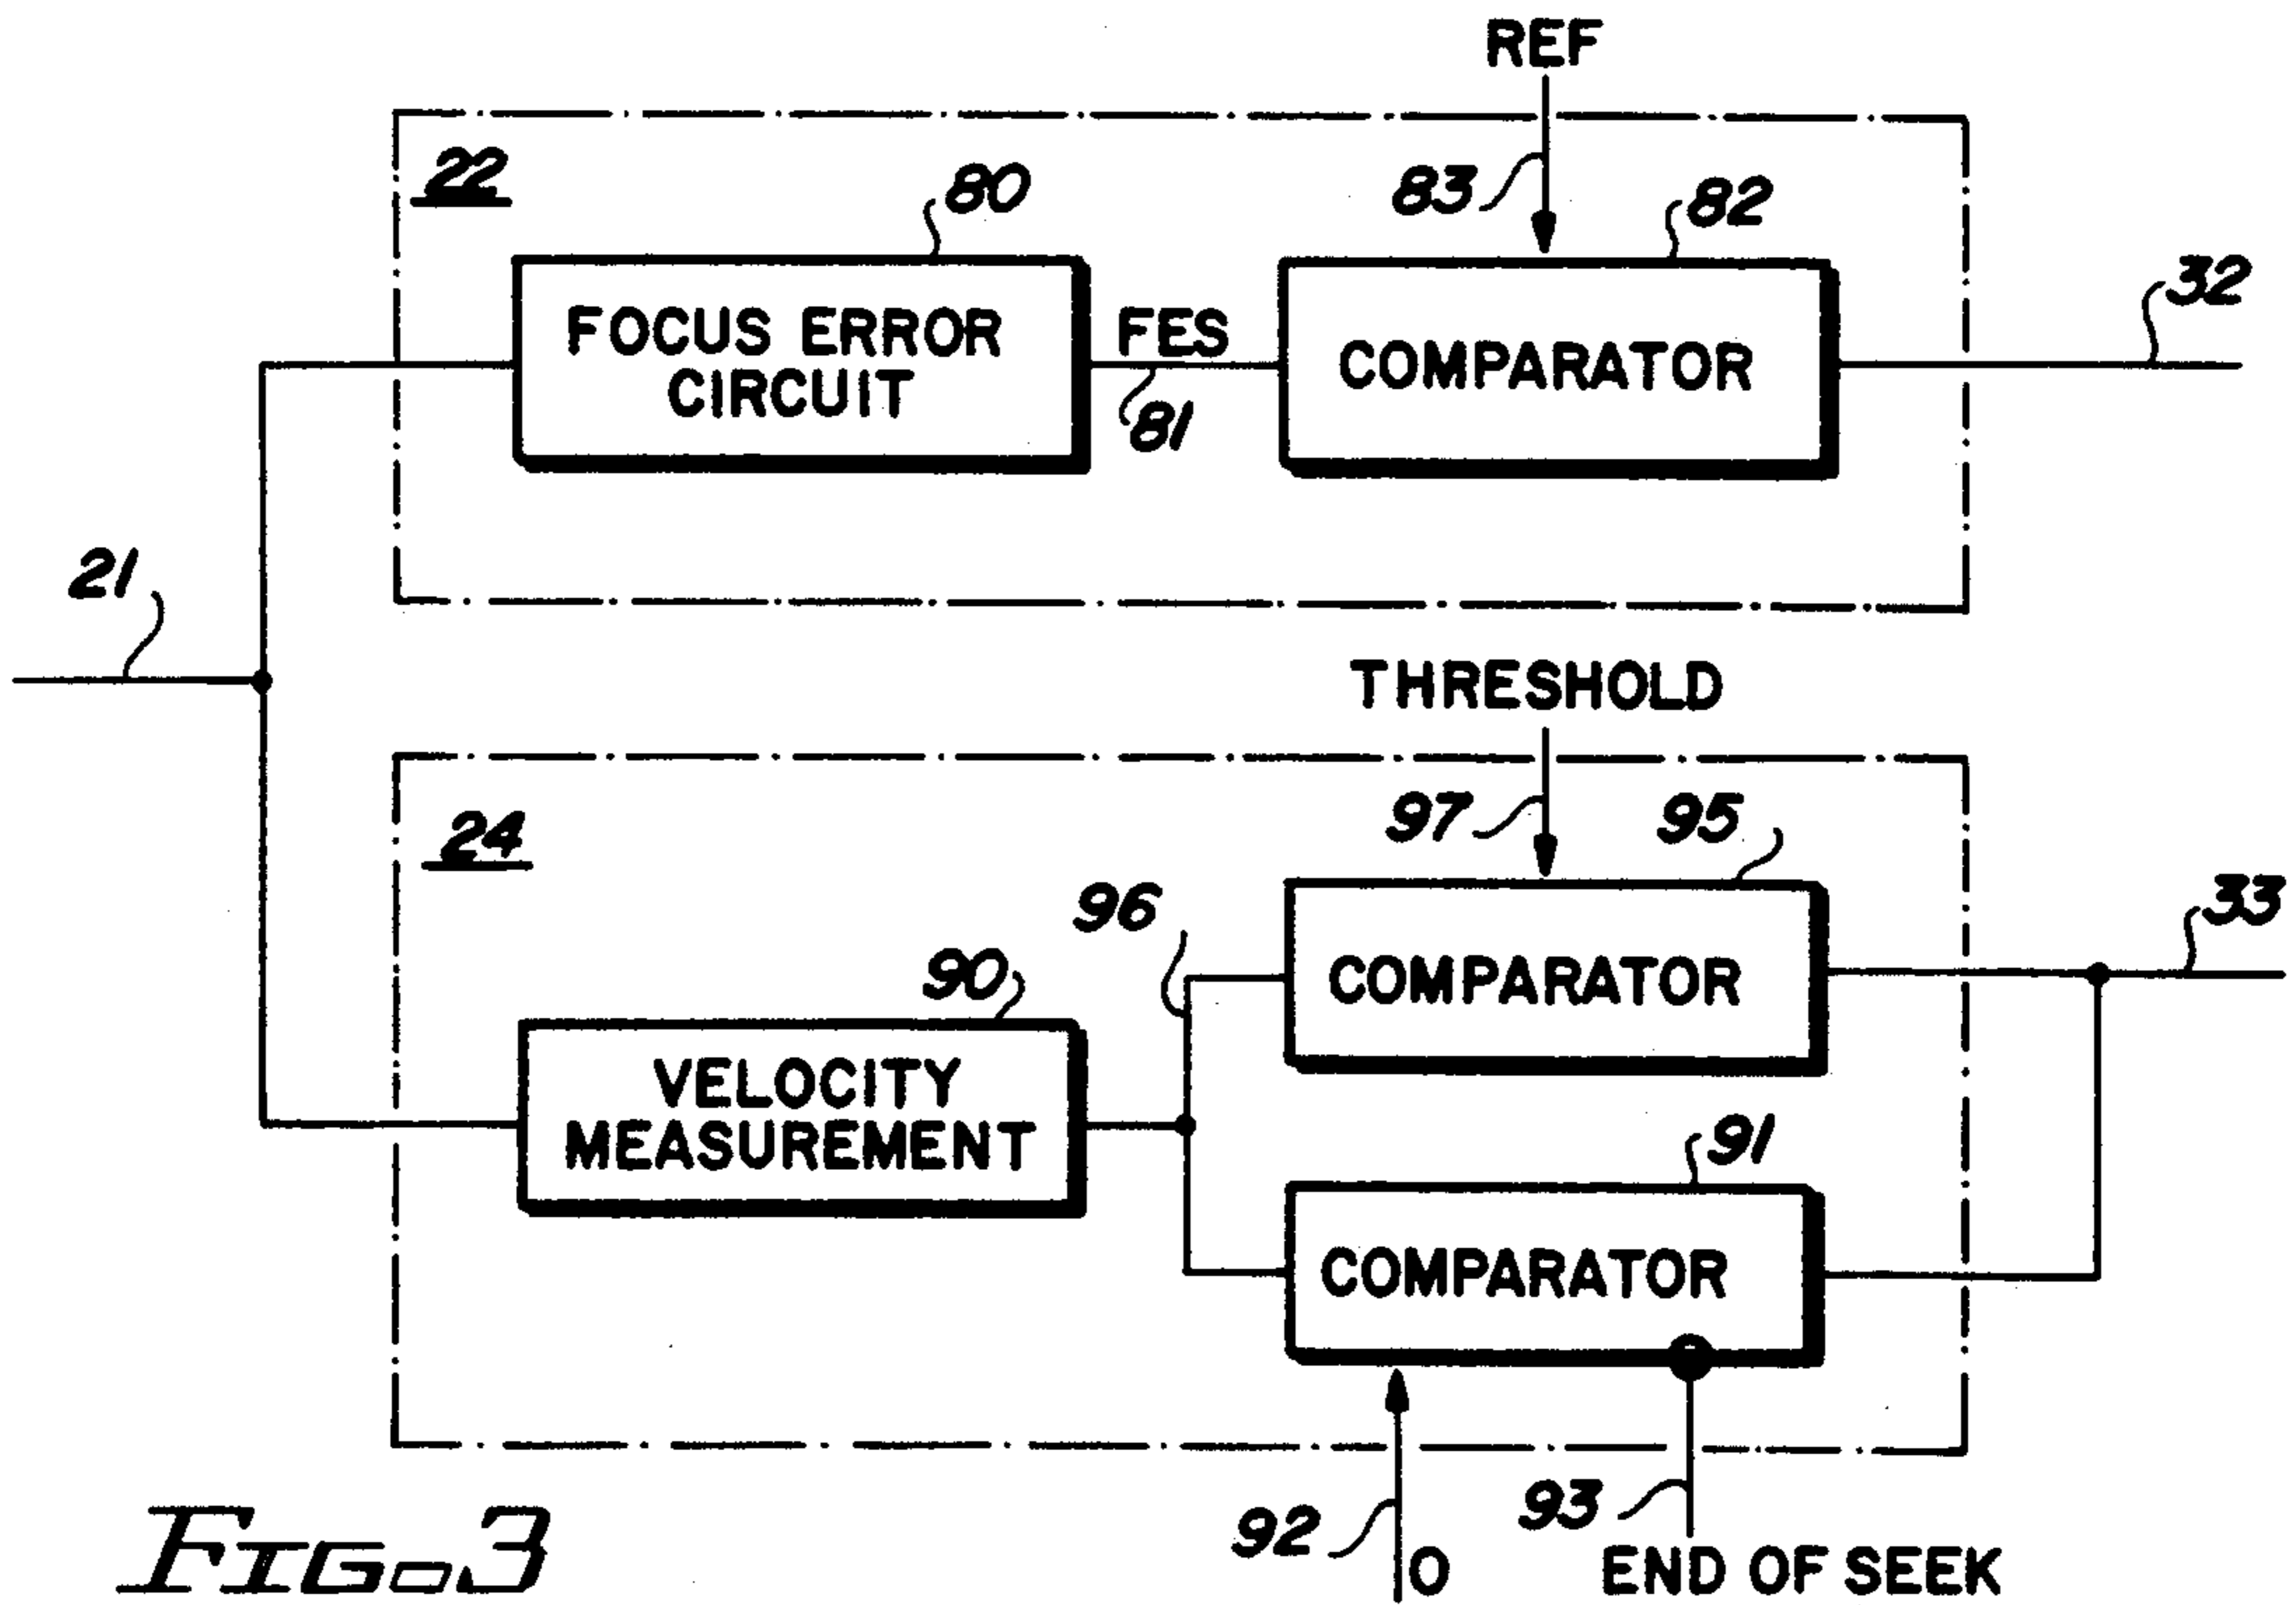 REF
22
80
83
82
32
FOCUS ERROR
CIRCUIT
FES
81
COMPARATOR
21
THRESHOLD
24
97
95
96
33
90
COMPARATOR
VELOCITY
MEASUREMENT
91
COMPARATOR
92
93
O
END OF SEEK
FIG. 3